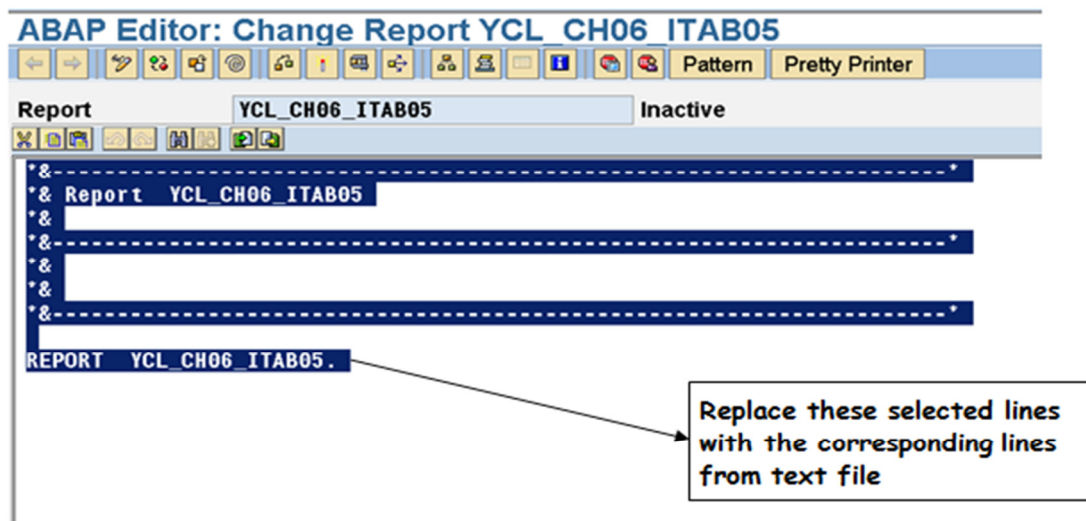 ABAP Editor: Change Report YCL_CH06_ITAB05
Pattern Pretty Printer
Report YCL_CH06_ITAB05 Inactive
*&---------------------------------------------------------------------*
*& Report  YCL_CH06_ITAB05
*&
*&---------------------------------------------------------------------*
*&
*&
*&---------------------------------------------------------------------*
REPORT  YCL_CH06_ITAB05.
Replace these selected lines
with the corresponding lines
from text file